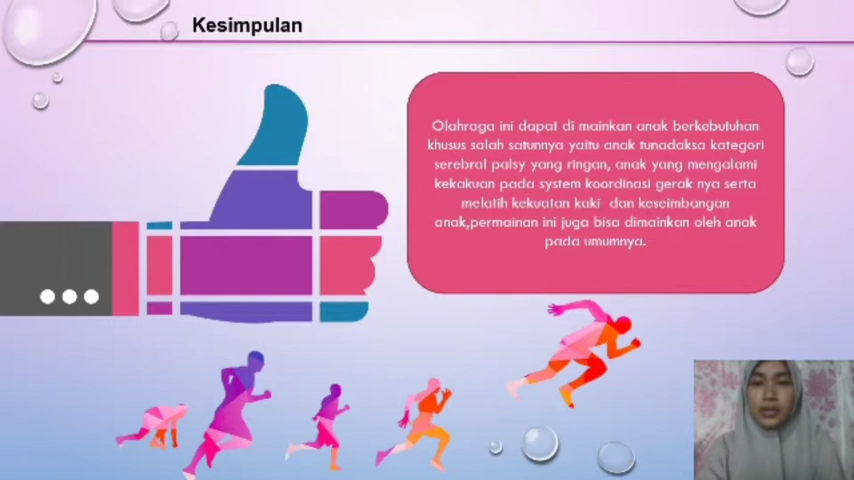 Kesimpulan
Olahraga ini dapat di mainkan anak berkebutuhan
khusus salah satunnya yaitu anak tunadaksa kategori
serebral palsy yang ringan, anak yang mengalami
kekakuan pada system koordinasi gerak nya serta
melatih kekuatan kaki dan keseimbangan
anak,permainan ini juga bisa dimainkan oleh anak
pada umumnya.